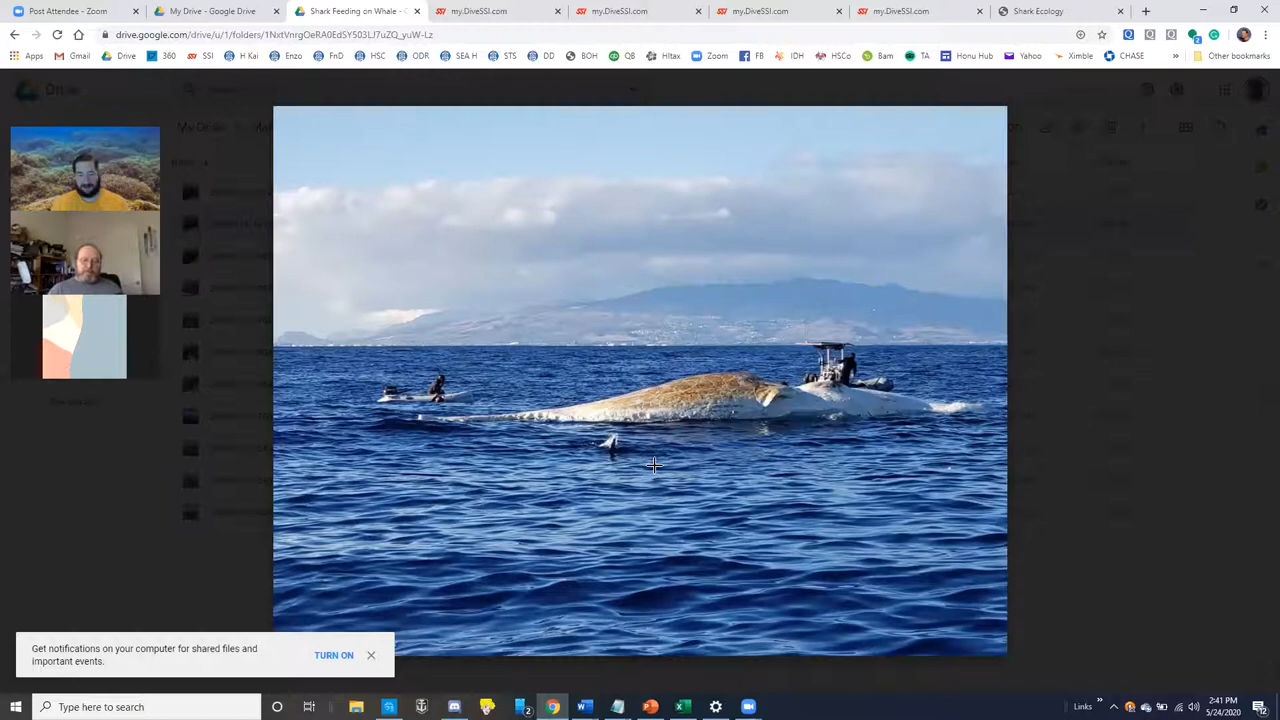 Post Attendee - Zoom
My Drive - Google Drive
Shark Feeding on Whale - G
my.DiveSSI.com
my.DiveSSI.com
my.DiveSSI.com
my.DiveSSI.com
Shark Ecology
drive.google.com/drive/u/1/folders/1NxtVnrgOeRA0EdSY503LJ7uZQ_yuW-Lz
Apps Gmail Drive 360 SSI H Kai Enzo FnD HSC ODR SEA H STS DD BOH QB HItax Zoom FB IDH HSCo Bam TA Honu Hub Yahoo Ximble CHASE » Other bookmarks
Get notifications on your computer for shared files and
important events.
TURN ON
Type here to search
Links
2:41 PM
5/24/2020